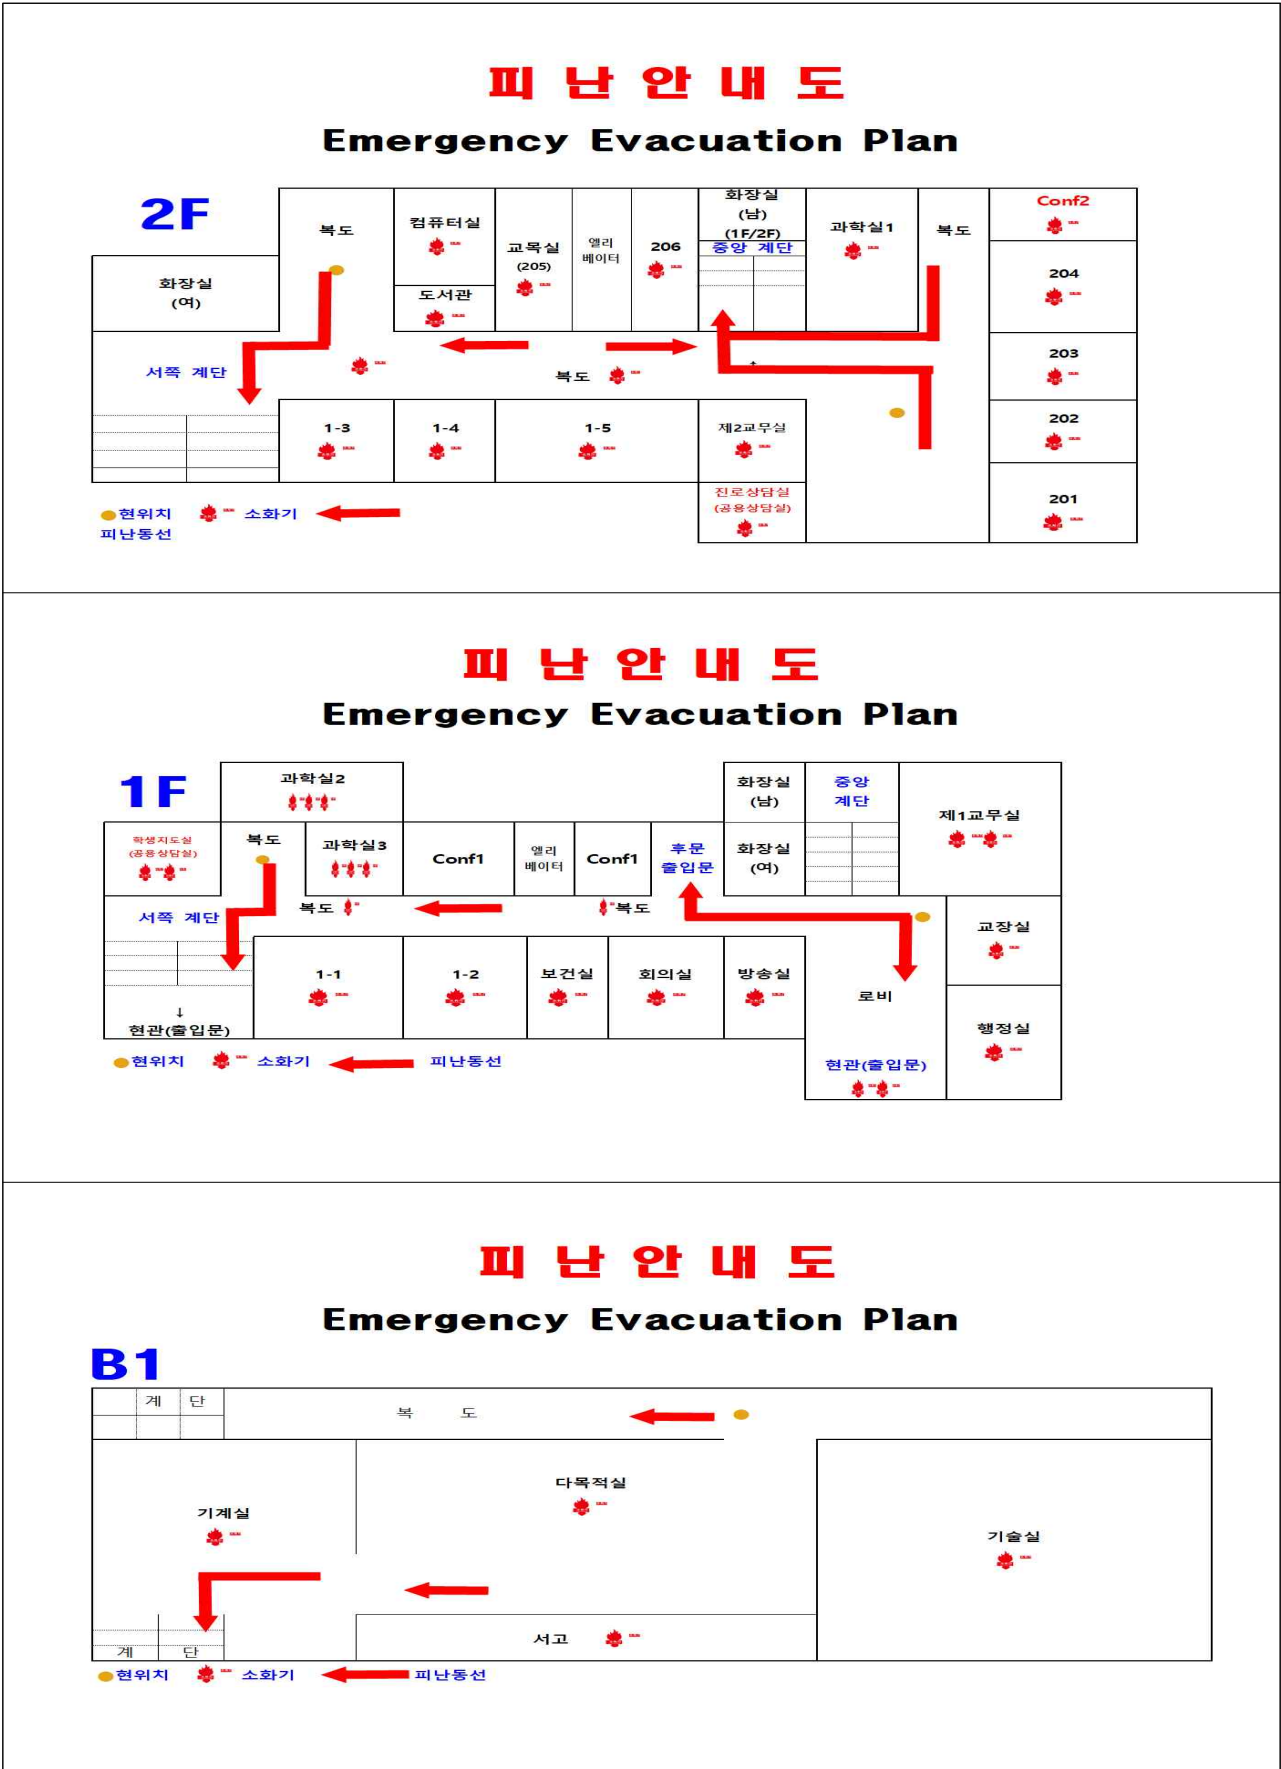 피 난 안 내 도
Emergency Evacuation Plan
2F
복도
컴퓨터실
교목실
(205)
엘리
베이터
206
화장실
(남)
(1F/2F)
중앙 계단
과학실1
복도
Conf2
화장실
(여)
도서관
204
서쪽 계단
복도
203
1-3
1-4
1-5
제2교무실
202
진로상담실
(공용상담실)
201
현위치
소화기
피난동선
피 난 안 내 도
Emergency Evacuation Plan
1F
과학실2
화장실
(남)
중앙
계단
제1교무실
학생지도실
(공용상담실)
복도
과학실3
Conf1
엘리
베이터
Conf1
후문
출입문
화장실
(여)
서쪽 계단
복도
복도
교장실
1-1
1-2
보건실
회의실
방송실
로비
↓
현관(출입문)
행정실
현위치
소화기
피난동선
현관(출입문)
피 난 안 내 도
Emergency Evacuation Plan
B1
계 단
복 도
기계실
다목적실
기술실
서고
계 단
현위치
소화기
피난동선